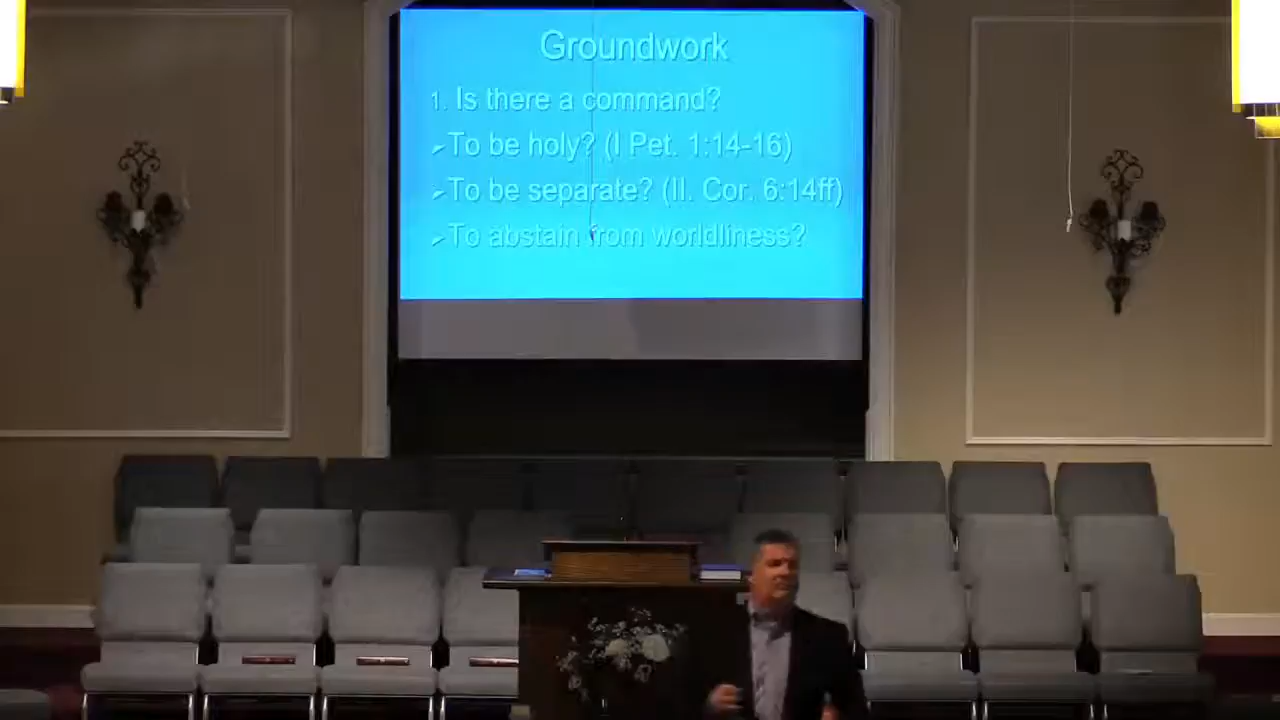 Groundwork
1. Is there a command?
➢To be holy? (I Pet. 1:14-16)
➢To be separate? (II. Cor. 6:14ff)
➢To abstain from worldliness?